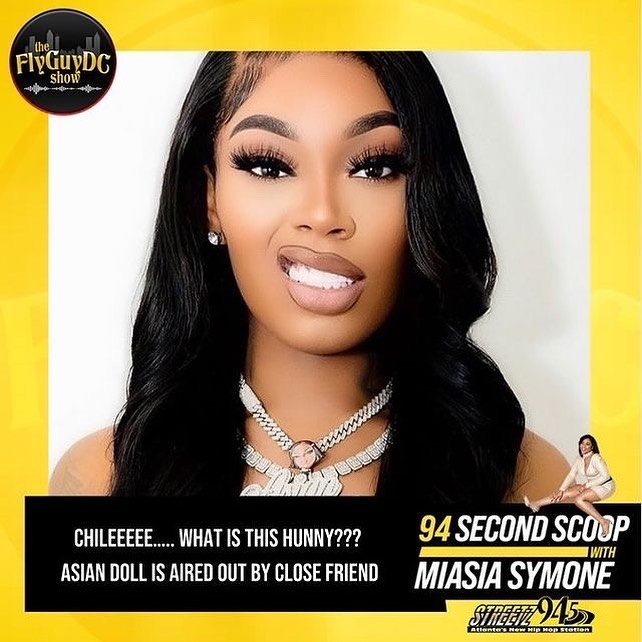 the
FlyGuyDC
show
CHILEEEEE..... WHAT IS THIS HUNNY???
ASIAN DOLL IS AIRED OUT BY CLOSE FRIEND
94 SECOND SCOOP
WITH
MIASIA SYMONE
STREETZ 94.5
Atlanta's New Hip Hop Station